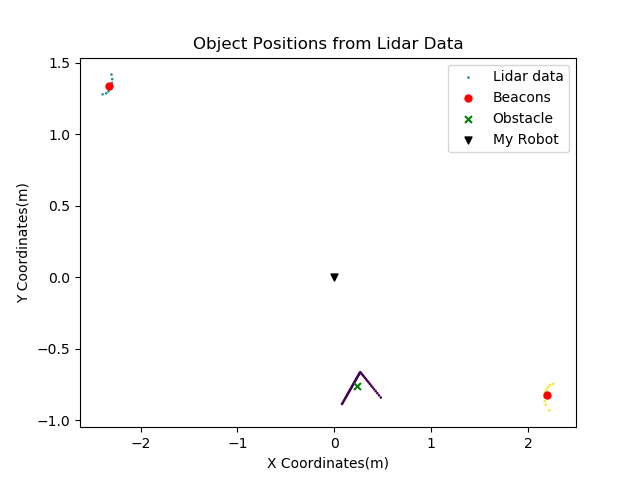 Object Positions from Lidar Data
Lidar data
Beacons
Obstacle
My Robot
1.5
1.0
0.5
0.0
−0.5
−1.0
Y Coordinates(m)
−2
−1
0
1
2
X Coordinates(m)